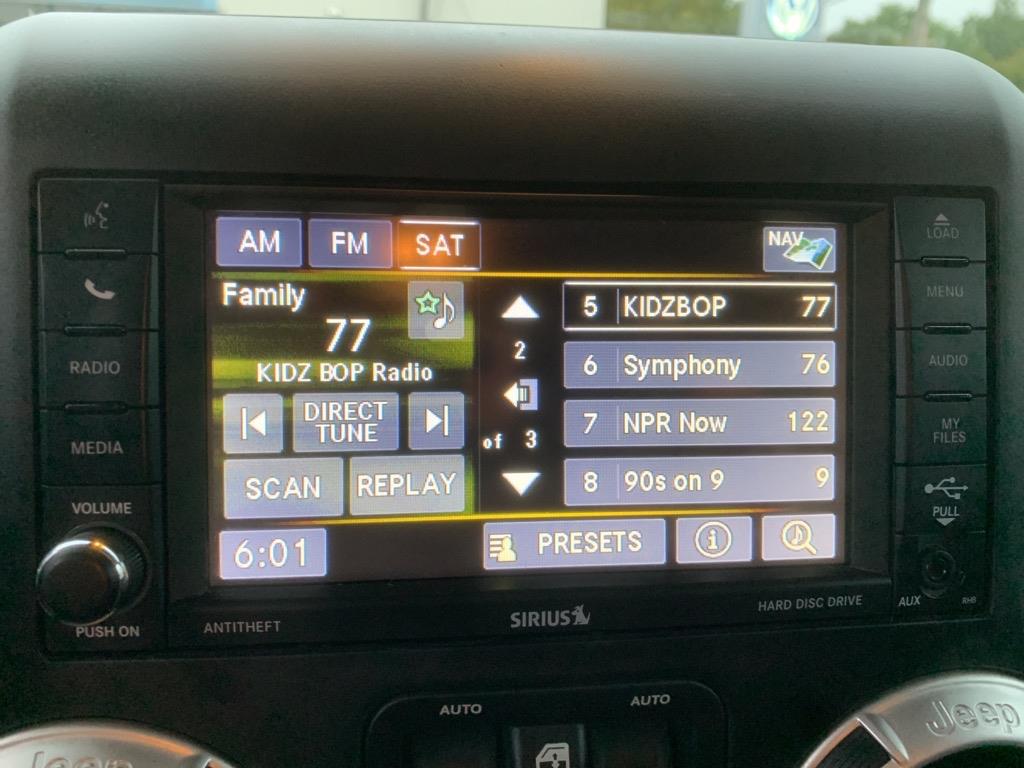 AM FM SAT NAV
Family
77
KIDZ BOP Radio
DIRECT
TUNE
SCAN REPLAY
6:01
2
of 3
5 KIDZBOP 77
6 Symphony 76
7 NPR Now 122
8 90s on 9 9
PRESETS
i
RADIO
MEDIA
VOLUME
PUSH ON
ANTITHEFT
SIRIUS
HARD DISC DRIVE
LOAD
MENU
AUDIO
MY
FILES
PULL
AUX RHB
AUTO AUTO
Jeep Jeep